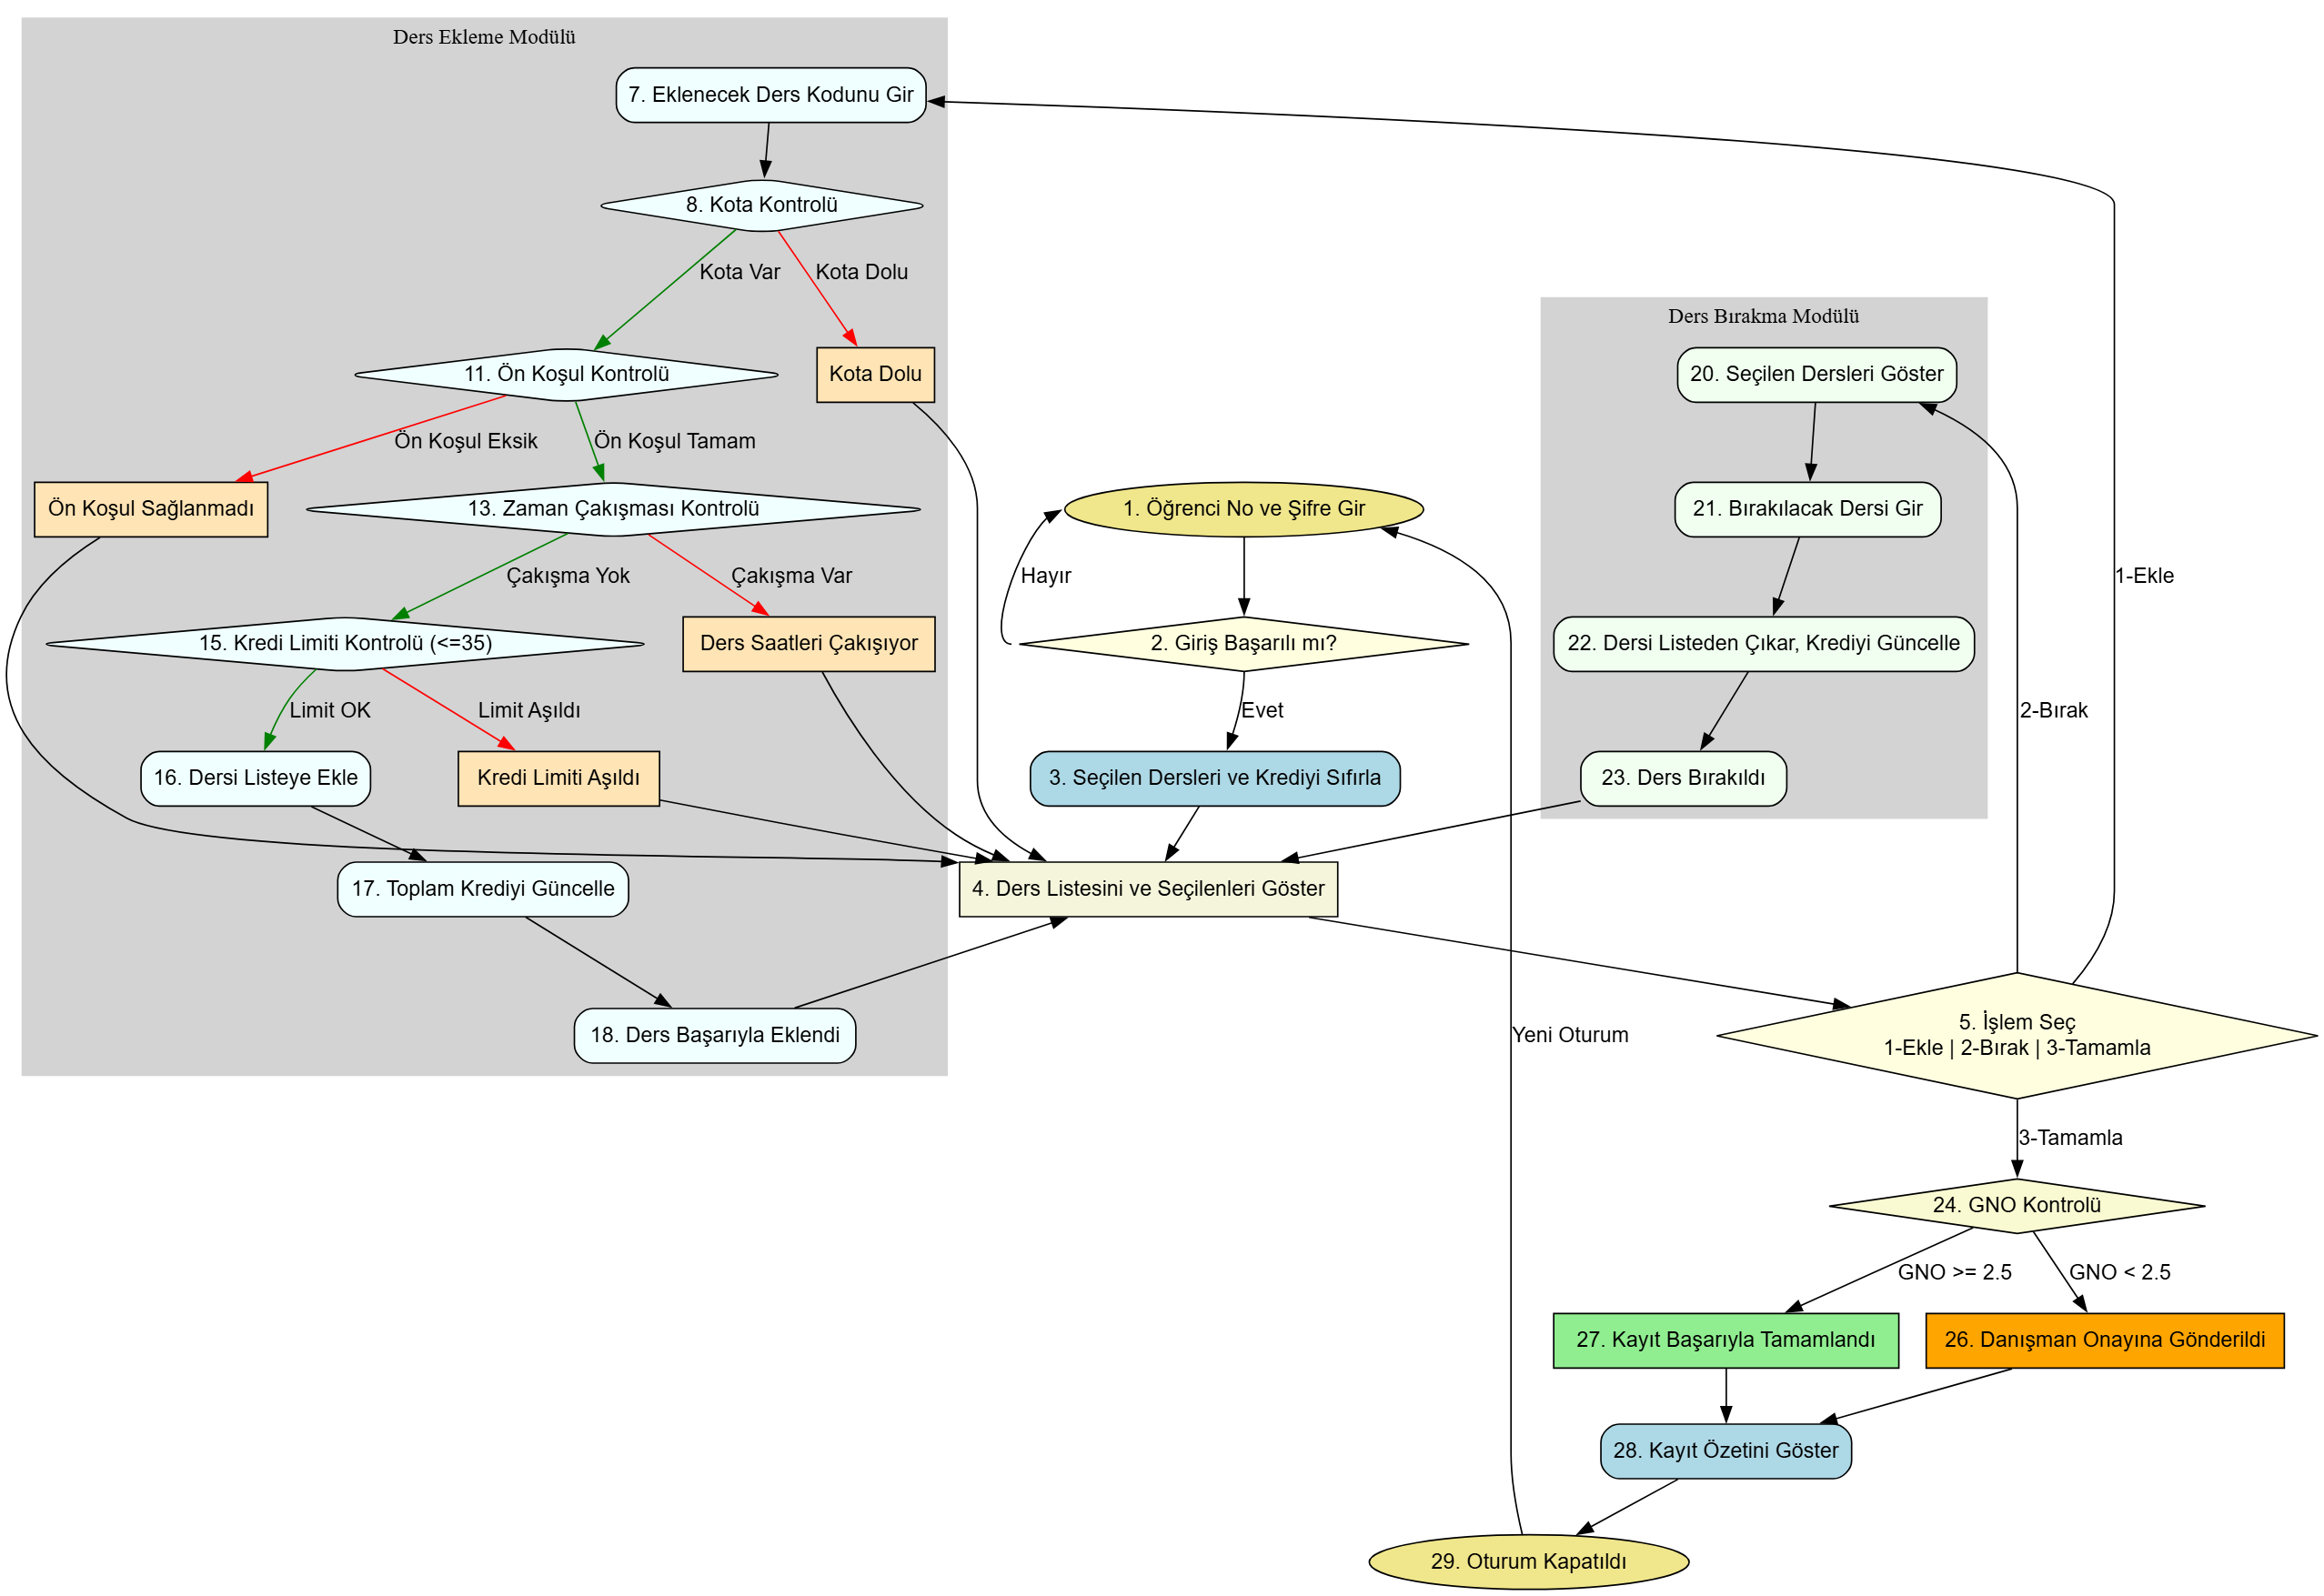 Ders Ekleme Modülü
7. Eklenecek Ders Kodunu Gir
8. Kota Kontrolü
Kota Var
Kota Dolu
11. Ön Koşul Kontrolü
Kota Dolu
Ön Koşul Eksik
Ön Koşul Tamam
Ön Koşul Sağlanmadı
13. Zaman Çakışması Kontrolü
Çakışma Yok
Çakışma Var
15. Kredi Limiti Kontrolü (<=35)
Ders Saatleri Çakışıyor
Limit OK
Limit Aşıldı
16. Dersi Listeye Ekle
Kredi Limiti Aşıldı
17. Toplam Krediyi Güncelle
18. Ders Başarıyla Eklendi
1. Öğrenci No ve Şifre Gir
Hayır
2. Giriş Başarılı mı?
Evet
3. Seçilen Dersleri ve Krediyi Sıfırla
4. Ders Listesini ve Seçilenleri Göster
Ders Bırakma Modülü
20. Seçilen Dersleri Göster
21. Bırakılacak Dersi Gir
22. Dersi Listeden Çıkar, Krediyi Güncelle
23. Ders Bırakıldı
1-Ekle
2-Bırak
Yeni Oturum
5. İşlem Seç
1-Ekle | 2-Bırak | 3-Tamamla
3-Tamamla
24. GNO Kontrolü
GNO >= 2.5
GNO < 2.5
27. Kayıt Başarıyla Tamamlandı
26. Danışman Onayına Gönderildi
28. Kayıt Özetini Göster
29. Oturum Kapatıldı